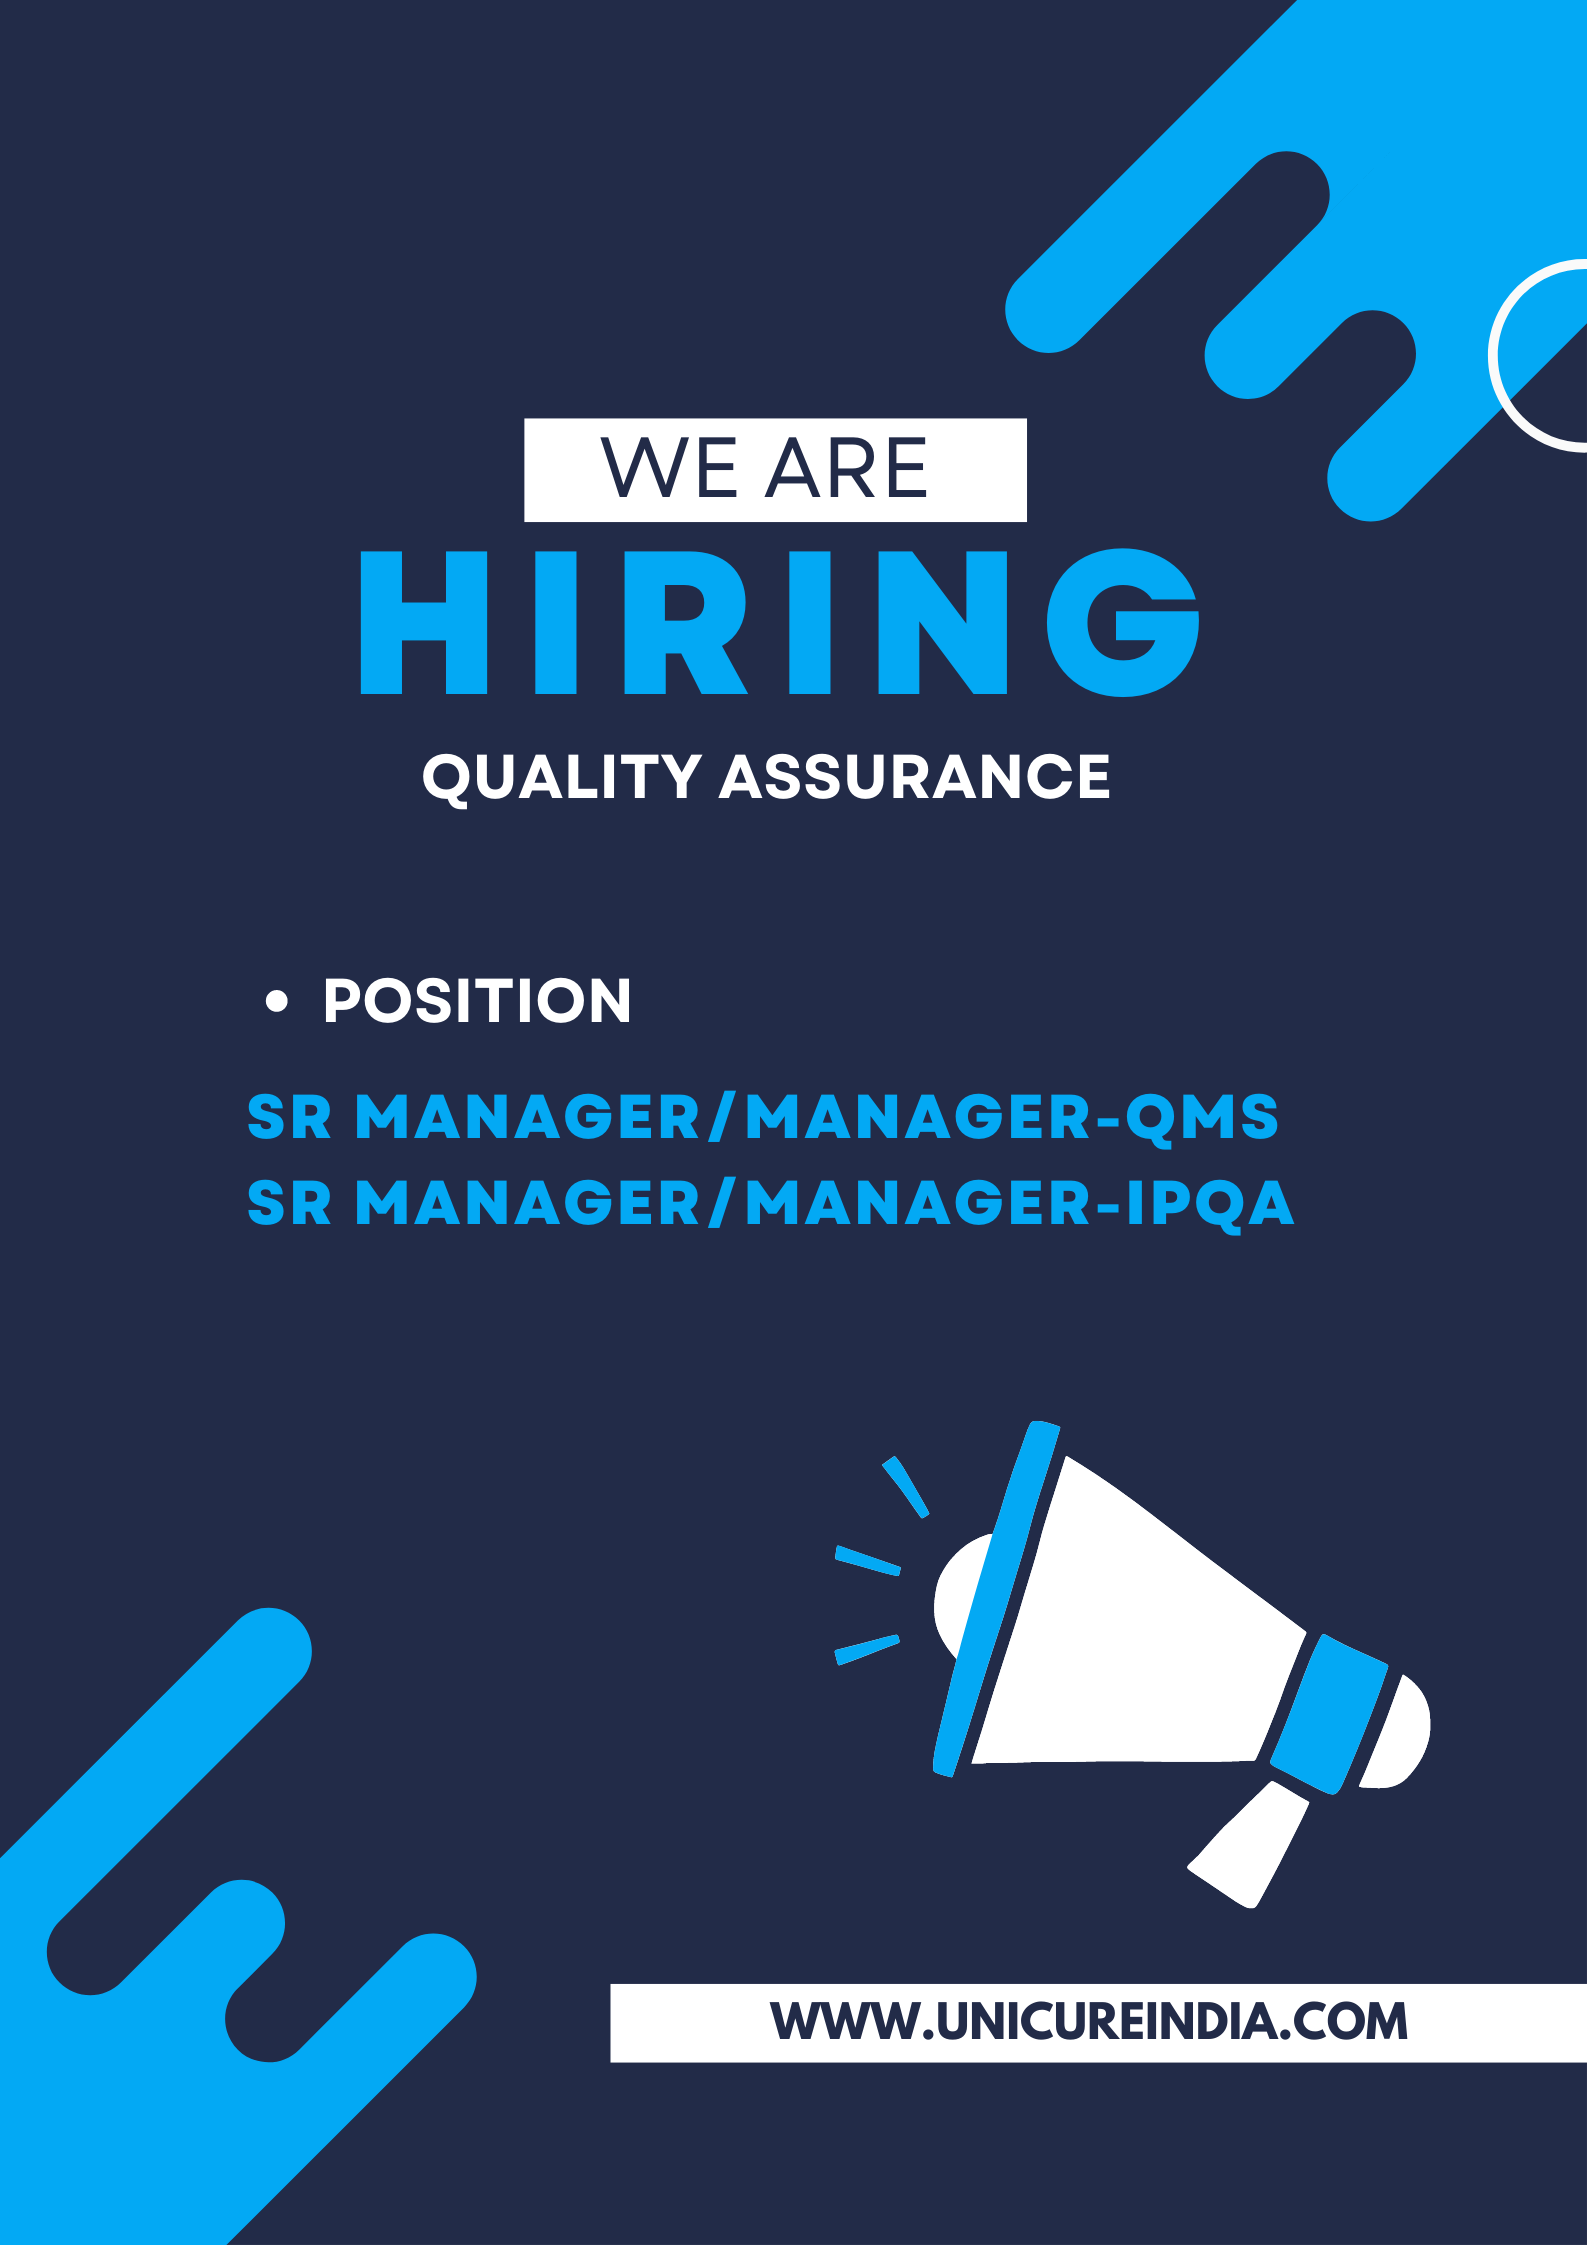 WE ARE
HIRING
QUALITY ASSURANCE
• POSITION
SR MANAGER/MANAGER-QMS
SR MANAGER/MANAGER-IPQA
WWW.UNICUREINDIA.COM